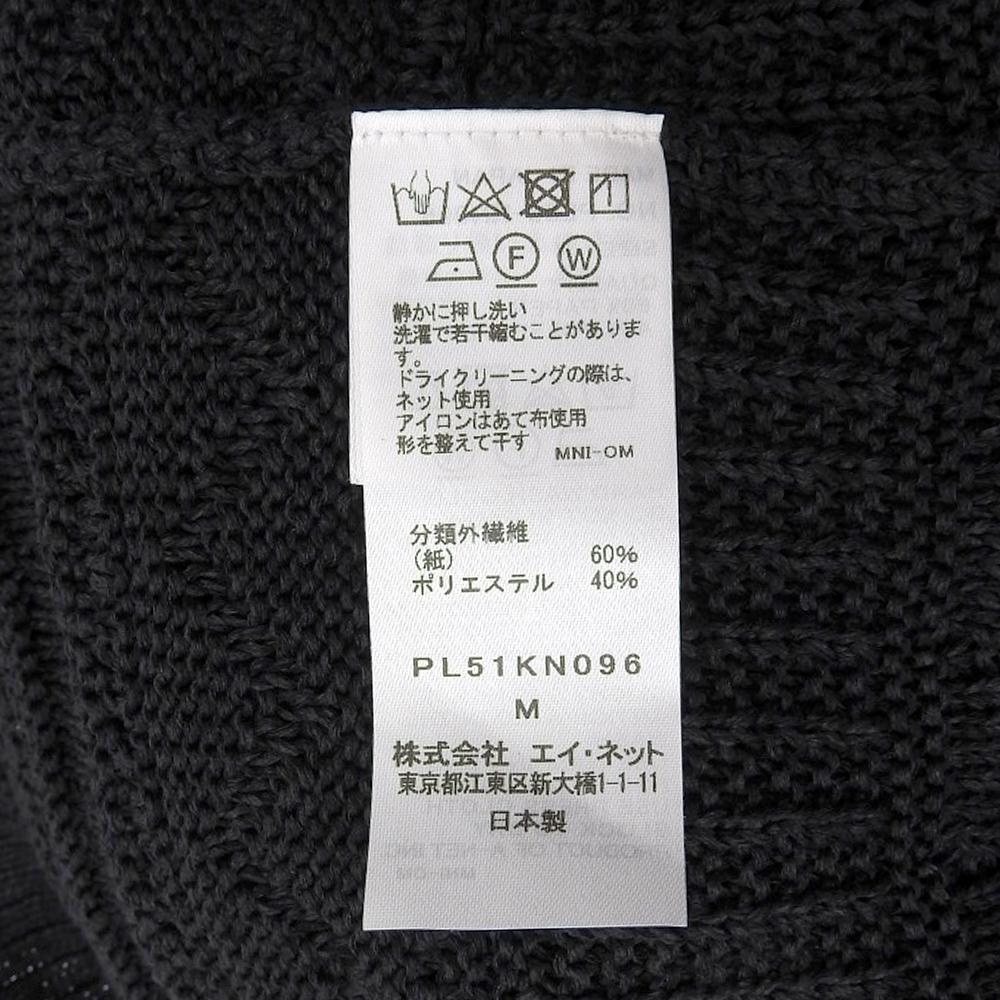 F W
静かに押し洗い
洗濯で若干縮むことがありま
す。
ドライクリーニングの際は、
ネット使用
アイロンはあて布使用
形を整えて干す MNI-OM
分類外繊維
(紙) 60%
ポリエステル 40%
PL51KN096
M
株式会社 エイ・ネット
東京都江東区新大橋1-1-11
日本製